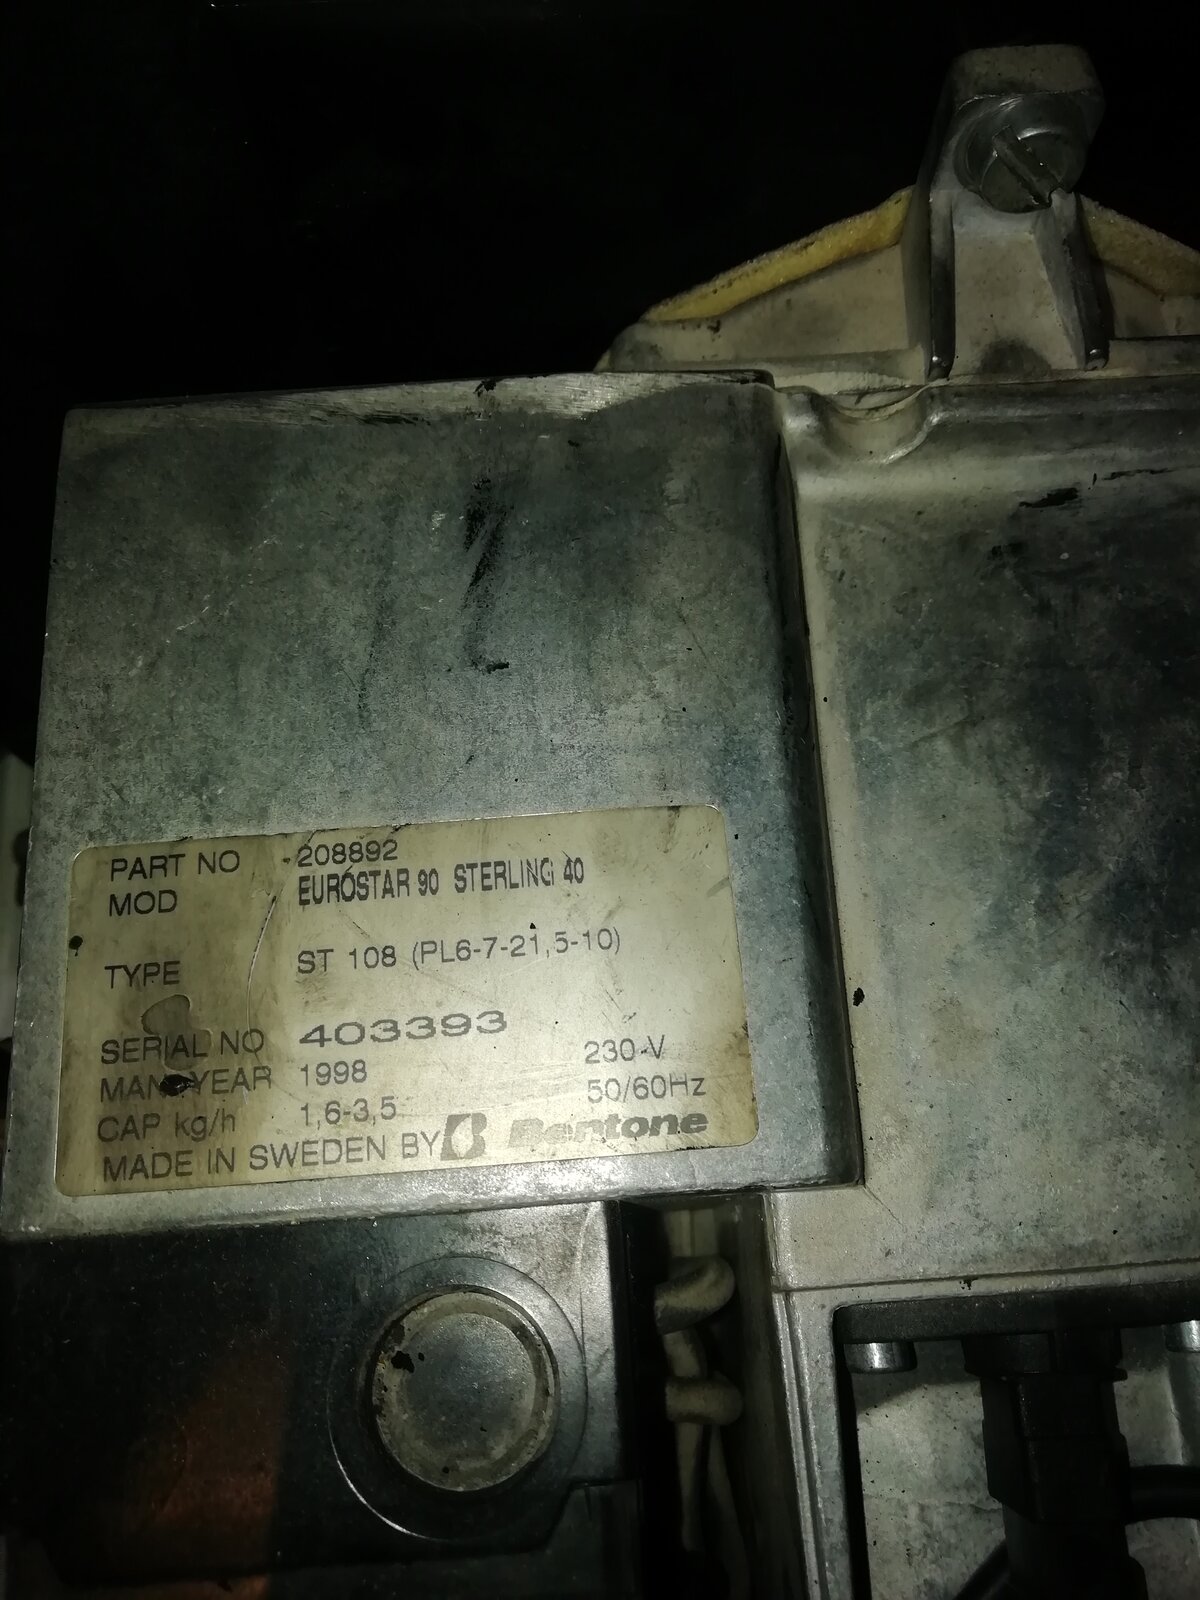 PART NO 208892
MOD EUROSTAR 90 STERLING 40
TYPE ST 108 (PL6-7-21,5-10)
SERIAL NO 403393
MAN YEAR 1998 230 V
CAP kg/h 1,6-3,5 50/60Hz
MADE IN SWEDEN BY Bentone